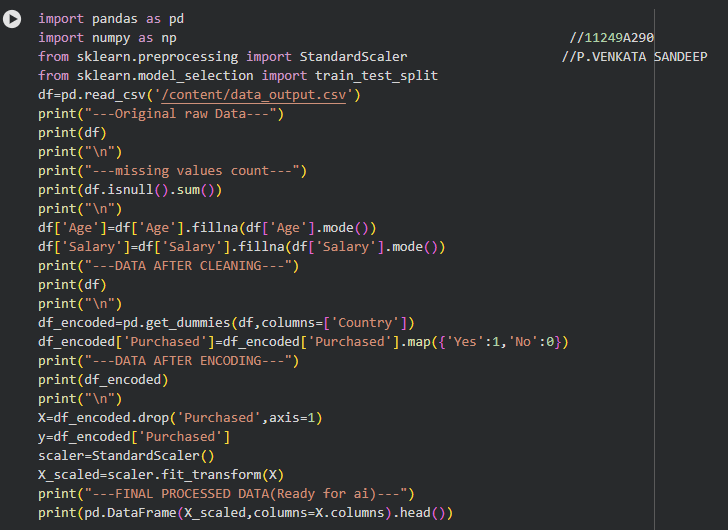 import pandas as pd
import numpy as np //11249A290
from sklearn.preprocessing import StandardScaler //P.VENKATA SANDEEP
from sklearn.model_selection import train_test_split
df=pd.read_csv('/content/data_output.csv')
print("---Original raw Data---")
print(df)
print("\n")
print("---missing values count---")
print(df.isnull().sum())
print("\n")
df['Age']=df['Age'].fillna(df['Age'].mode())
df['Salary']=df['Salary'].fillna(df['Salary'].mode())
print("---DATA AFTER CLEANING---")
print(df)
print("\n")
df_encoded=pd.get_dummies(df,columns=['Country'])
df_encoded['Purchased']=df_encoded['Purchased'].map({'Yes':1,'No':0})
print("---DATA AFTER ENCODING---")
print(df_encoded)
print("\n")
X=df_encoded.drop('Purchased',axis=1)
y=df_encoded['Purchased']
scaler=StandardScaler()
X_scaled=scaler.fit_transform(X)
print("---FINAL PROCESSED DATA(Ready for ai)---")
print(pd.DataFrame(X_scaled,columns=X.columns).head())